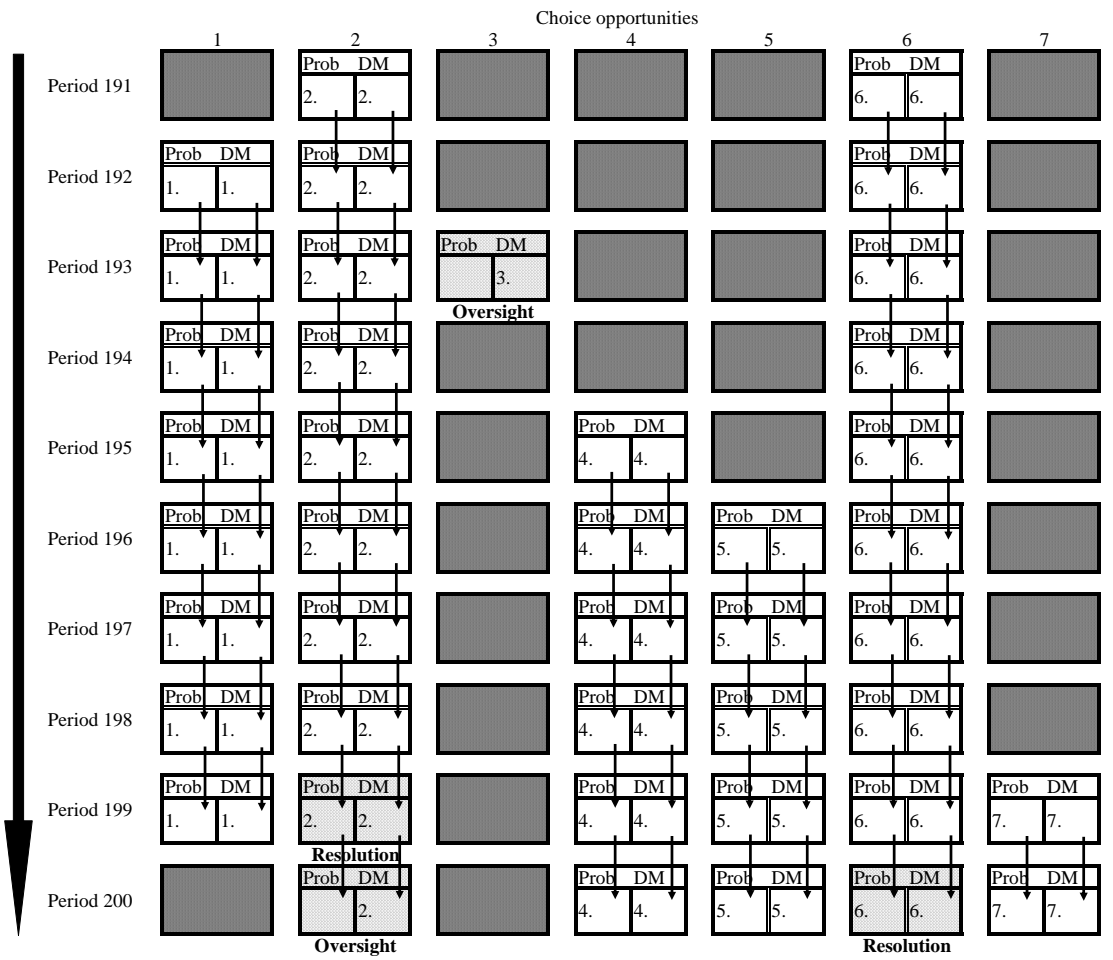 Choice opportunities
1 2 3 4 5 6 7
Prob DM Prob DM
Period 191
2. 2. 6. 6.
Prob DM Prob DM Prob DM
Period 192
1. 1. 2. 2. 6. 6.
Prob DM Prob DM Prob DM Prob DM
Period 193
1. 1. 2. 2. 3. 6. 6.
Oversight
Prob DM Prob DM Prob DM
Period 194
1. 1. 2. 2. 6. 6.
Prob DM Prob DM Prob DM Prob DM
Period 195
1. 1. 2. 2. 4. 4. 6. 6.
Prob DM Prob DM Prob DM Prob DM Prob DM
Period 196
1. 1. 2. 2. 4. 4. 5. 5. 6. 6.
Prob DM Prob DM Prob DM Prob DM Prob DM
Period 197
1. 1. 2. 2. 4. 4. 5. 5. 6. 6.
Prob DM Prob DM Prob DM Prob DM Prob DM
Period 198
1. 1. 2. 2. 4. 4. 5. 5. 6. 6.
Prob DM Prob DM Prob DM Prob DM Prob DM Prob DM
Period 199
1. 1. 2. 2. 4. 4. 5. 5. 6. 6. 7. 7.
Resolution
Prob DM Prob DM Prob DM Prob DM Prob DM
Period 200
2. 4. 4. 5. 5. 6. 6. 7. 7.
Oversight Resolution